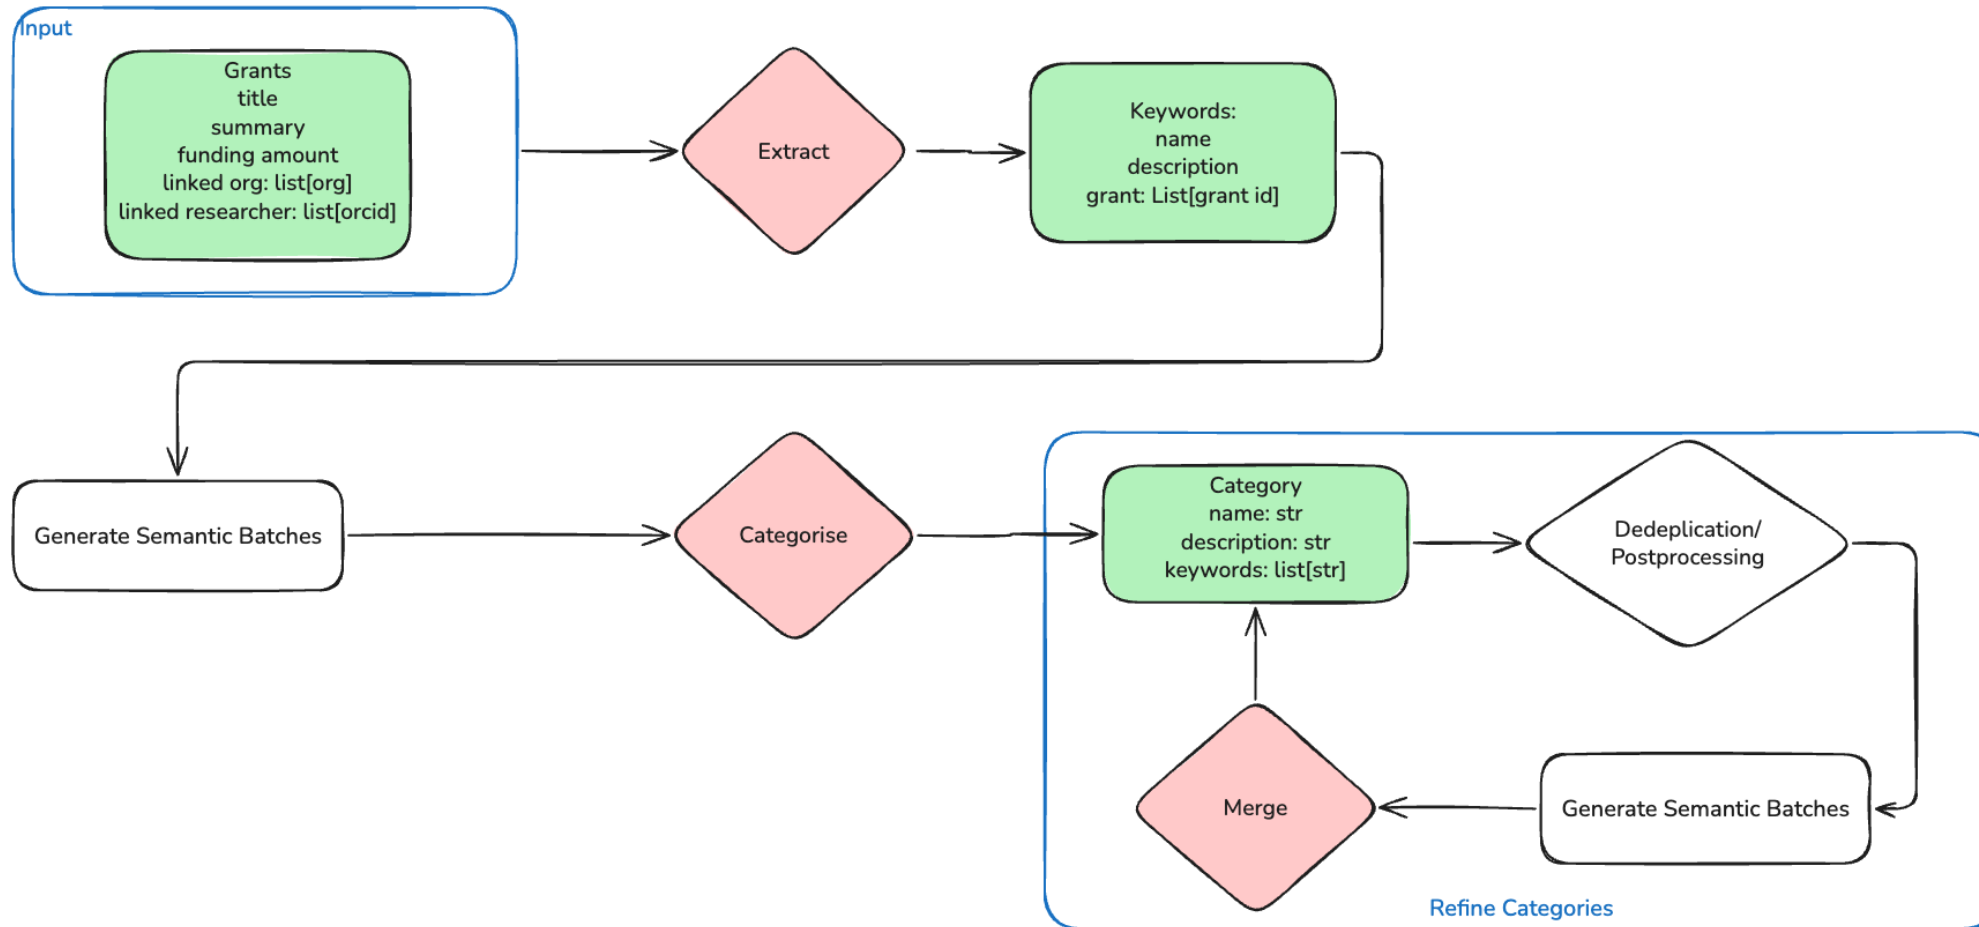 Input
Grants
title
summary
funding amount
linked org: list[org]
linked researcher: list[orcid]
Extract
Keywords:
name
description
grant: List[grant id]
Generate Semantic Batches
Categorise
Category
name: str
description: str
keywords: list[str]
Dedeplication/
Postprocessing
Merge
Generate Semantic Batches
Refine Categories